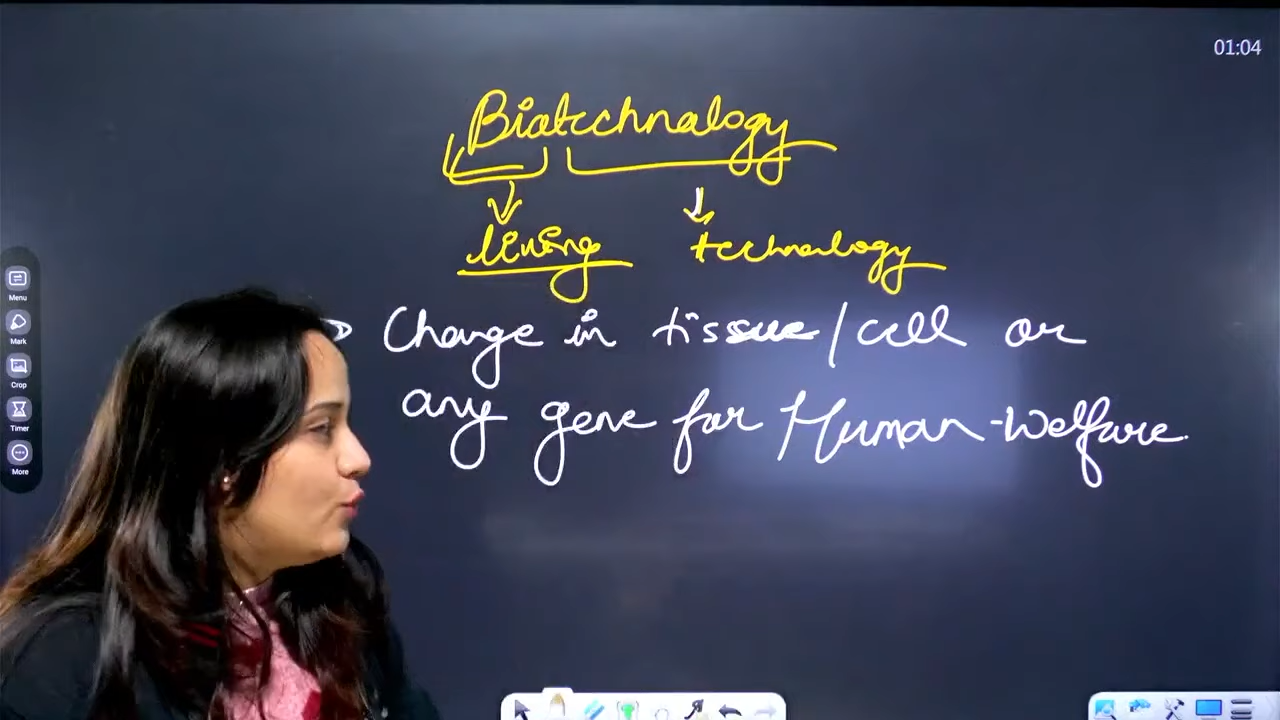 01:04
Biotechnology
living technology
Change in tissue/cell or
any gene for Human-Welfare.
Menu
Mark
Crop
Timer
More